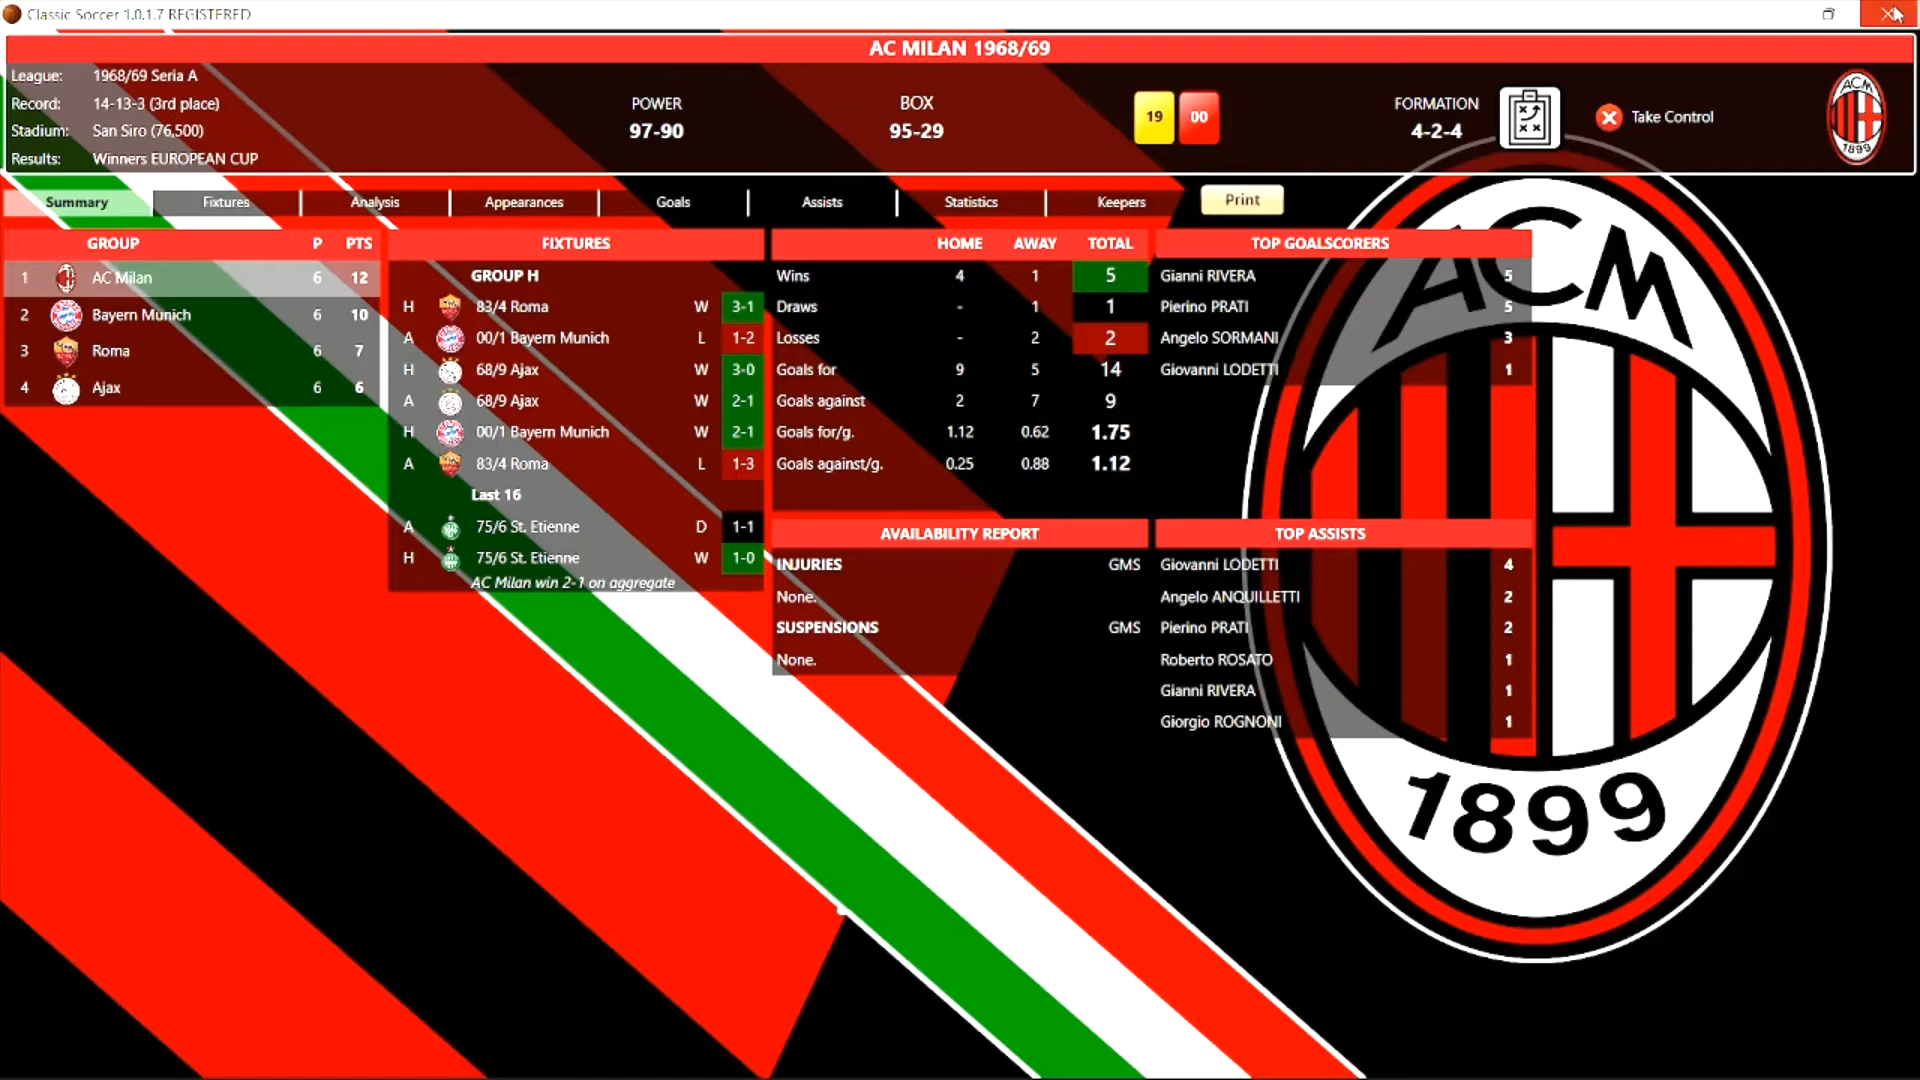 Classic Soccer 1.0.1.7 REGISTERED
AC MILAN 1968/69
League: 1968/69 Seria A
Record: 14-13-3 (3rd place)
Stadium: San Siro (76,500)
Results: Winners EUROPEAN CUP
POWER
97-90
BOX
95-29
19 00
FORMATION
4-2-4
Take Control
ACM
1899
Summary Fixtures Analysis Appearances Goals Assists Statistics Keepers Print
GROUP P PTS
1 AC Milan 6 12
2 Bayern Munich 6 10
3 Roma 6 7
4 Ajax 6 6
FIXTURES
GROUP H
H 83/4 Roma W 3-1
A 00/1 Bayern Munich L 1-2
H 68/9 Ajax W 3-0
A 68/9 Ajax W 2-1
H 00/1 Bayern Munich W 2-1
A 83/4 Roma L 1-3
Last 16
A 75/6 St. Etienne D 1-1
H 75/6 St. Etienne W 1-0
AC Milan win 2-1 on aggregate
HOME AWAY TOTAL
Wins 4 1 5
Draws - 1 1
Losses - 2 2
Goals for 9 5 14
Goals against 2 7 9
Goals for/g. 1.12 0.62 1.75
Goals against/g. 0.25 0.88 1.12
AVAILABILITY REPORT
INJURIES GMS
None.
SUSPENSIONS GMS
None.
TOP GOALSCORERS
Gianni RIVERA 5
Pierino PRATI 5
Angelo SORMANI 3
Giovanni LODETTI 1
TOP ASSISTS
Giovanni LODETTI 4
Angelo ANQUILLETTI 2
Pierino PRATI 2
Roberto ROSATO 1
Gianni RIVERA 1
Giorgio ROGNONI 1
ACM
1899